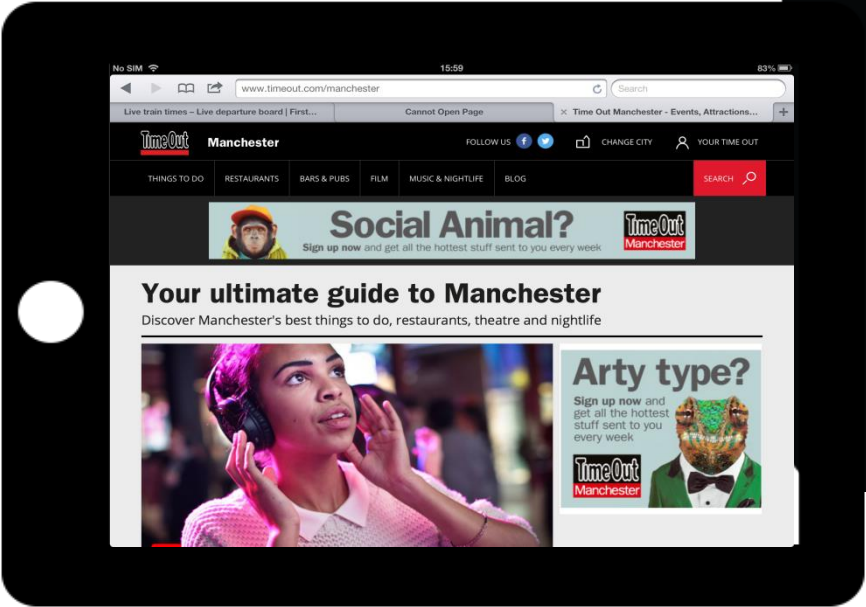 No SIM 15:59 83%
www.timeout.com/manchester Search
Live train times – Live departure board | First... Cannot Open Page Time Out Manchester - Events, Attractions...
Time Out Manchester FOLLOW US CHANGE CITY YOUR TIME OUT
THINGS TO DO RESTAURANTS BARS & PUBS FILM MUSIC & NIGHTLIFE BLOG SEARCH
Social Animal?
Sign up now and get all the hottest stuff sent to you every week
Time Out
Manchester
Your ultimate guide to Manchester
Discover Manchester's best things to do, restaurants, theatre and nightlife
Arty type?
Sign up now and
get all the hottest
stuff sent to you
every week
Time Out
Manchester